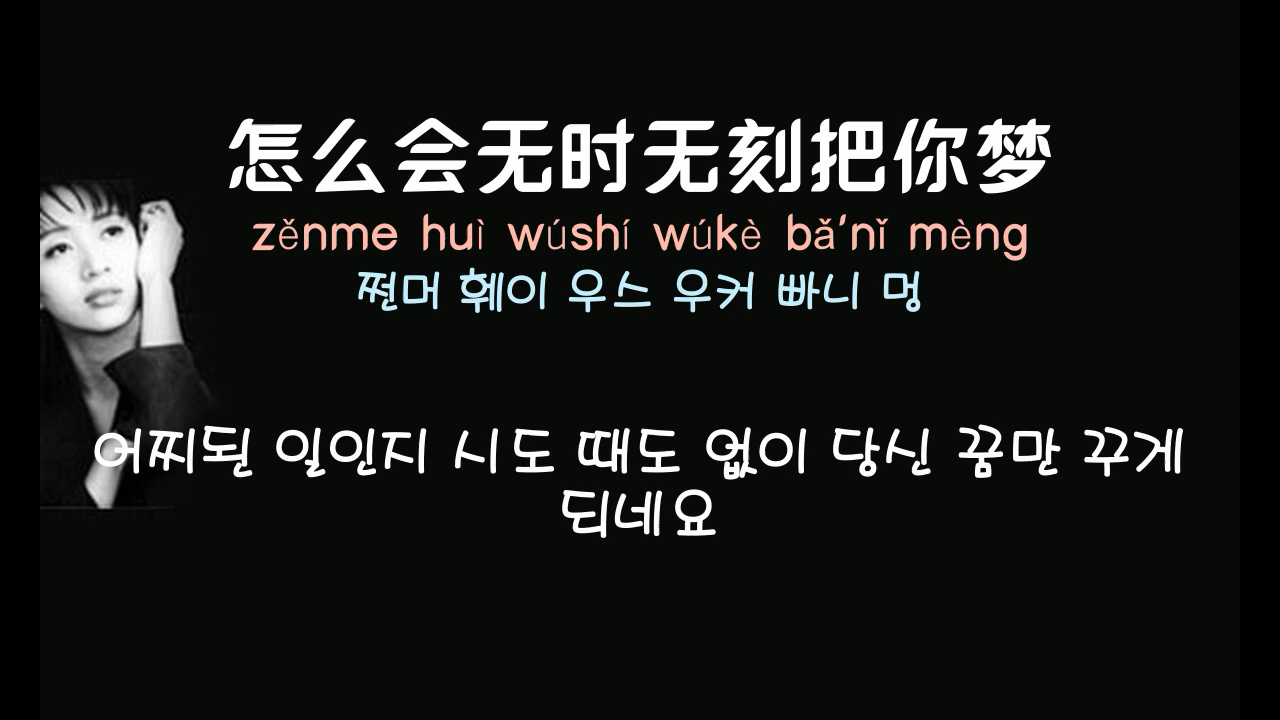 怎么会无时无刻把你梦
zěnme huì wúshí wúkè bǎ'nǐ mèng
쩐머 훼이 우스 우커 빠니 멍
어찌된 일인지 시도 때도 없이 당신 꿈만 꾸게
되네요